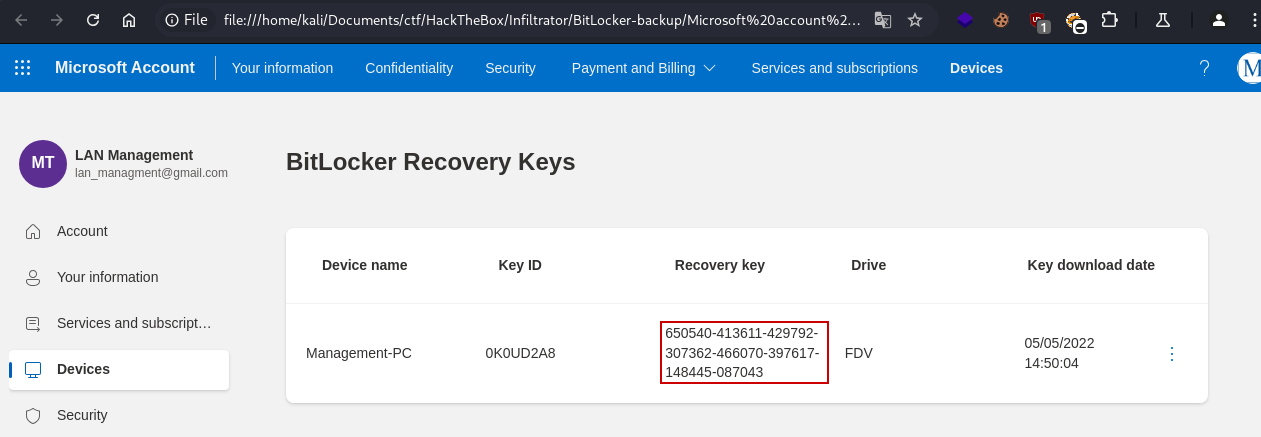 File file:///home/kali/Documents/ctf/HackTheBox/Infiltrator/BitLocker-backup/Microsoft%20account%2...
1
Microsoft Account Your information Confidentiality Security Payment and Billing Services and subscriptions Devices ? M
MT
LAN Management
lan_managment@gmail.com
BitLocker Recovery Keys
Account
Your information
Services and subscript...
Devices
Security
Device name Key ID Recovery key Drive Key download date
Management-PC 0K0UD2A8
650540-413611-429792-
307362-466070-397617-
148445-087043
FDV
05/05/2022
14:50:04